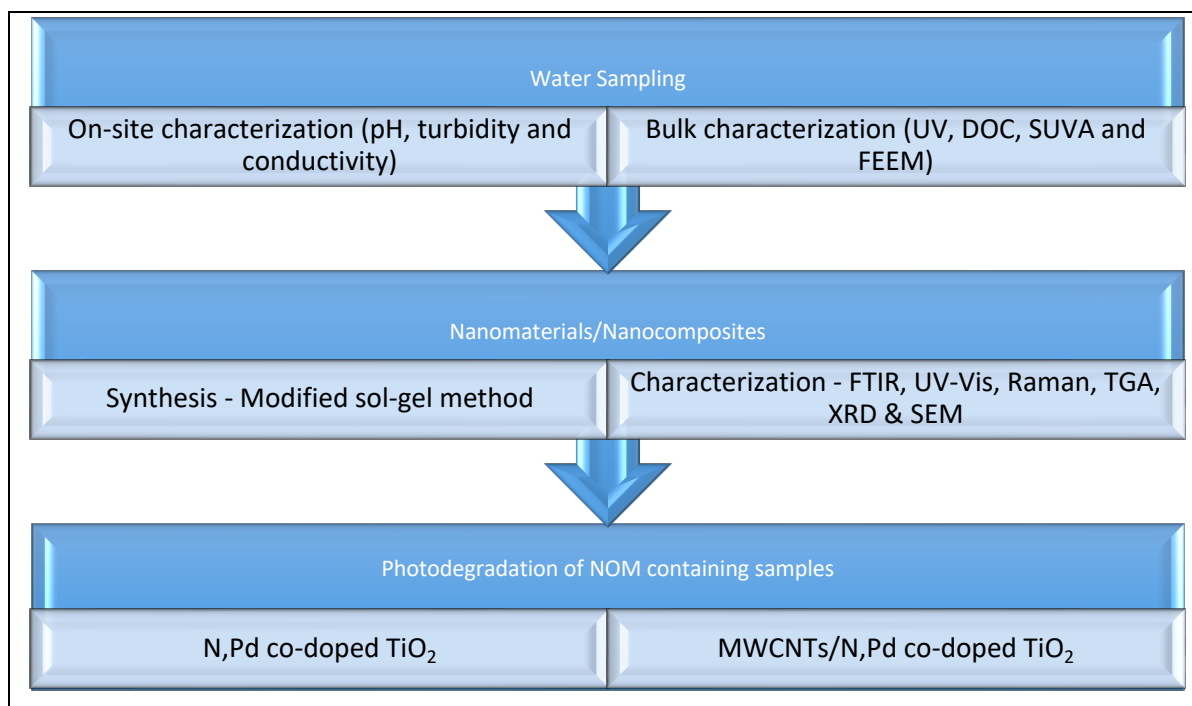 Water Sampling
On-site characterization (pH, turbidity and
conductivity)
Bulk characterization (UV, DOC, SUVA and
FEEM)
Nanomaterials/Nanocomposites
Synthesis - Modified sol-gel method
Characterization - FTIR, UV-Vis, Raman, TGA,
XRD & SEM
Photodegradation of NOM containing samples
N,Pd co-doped TiO₂
MWCNTs/N,Pd co-doped TiO₂